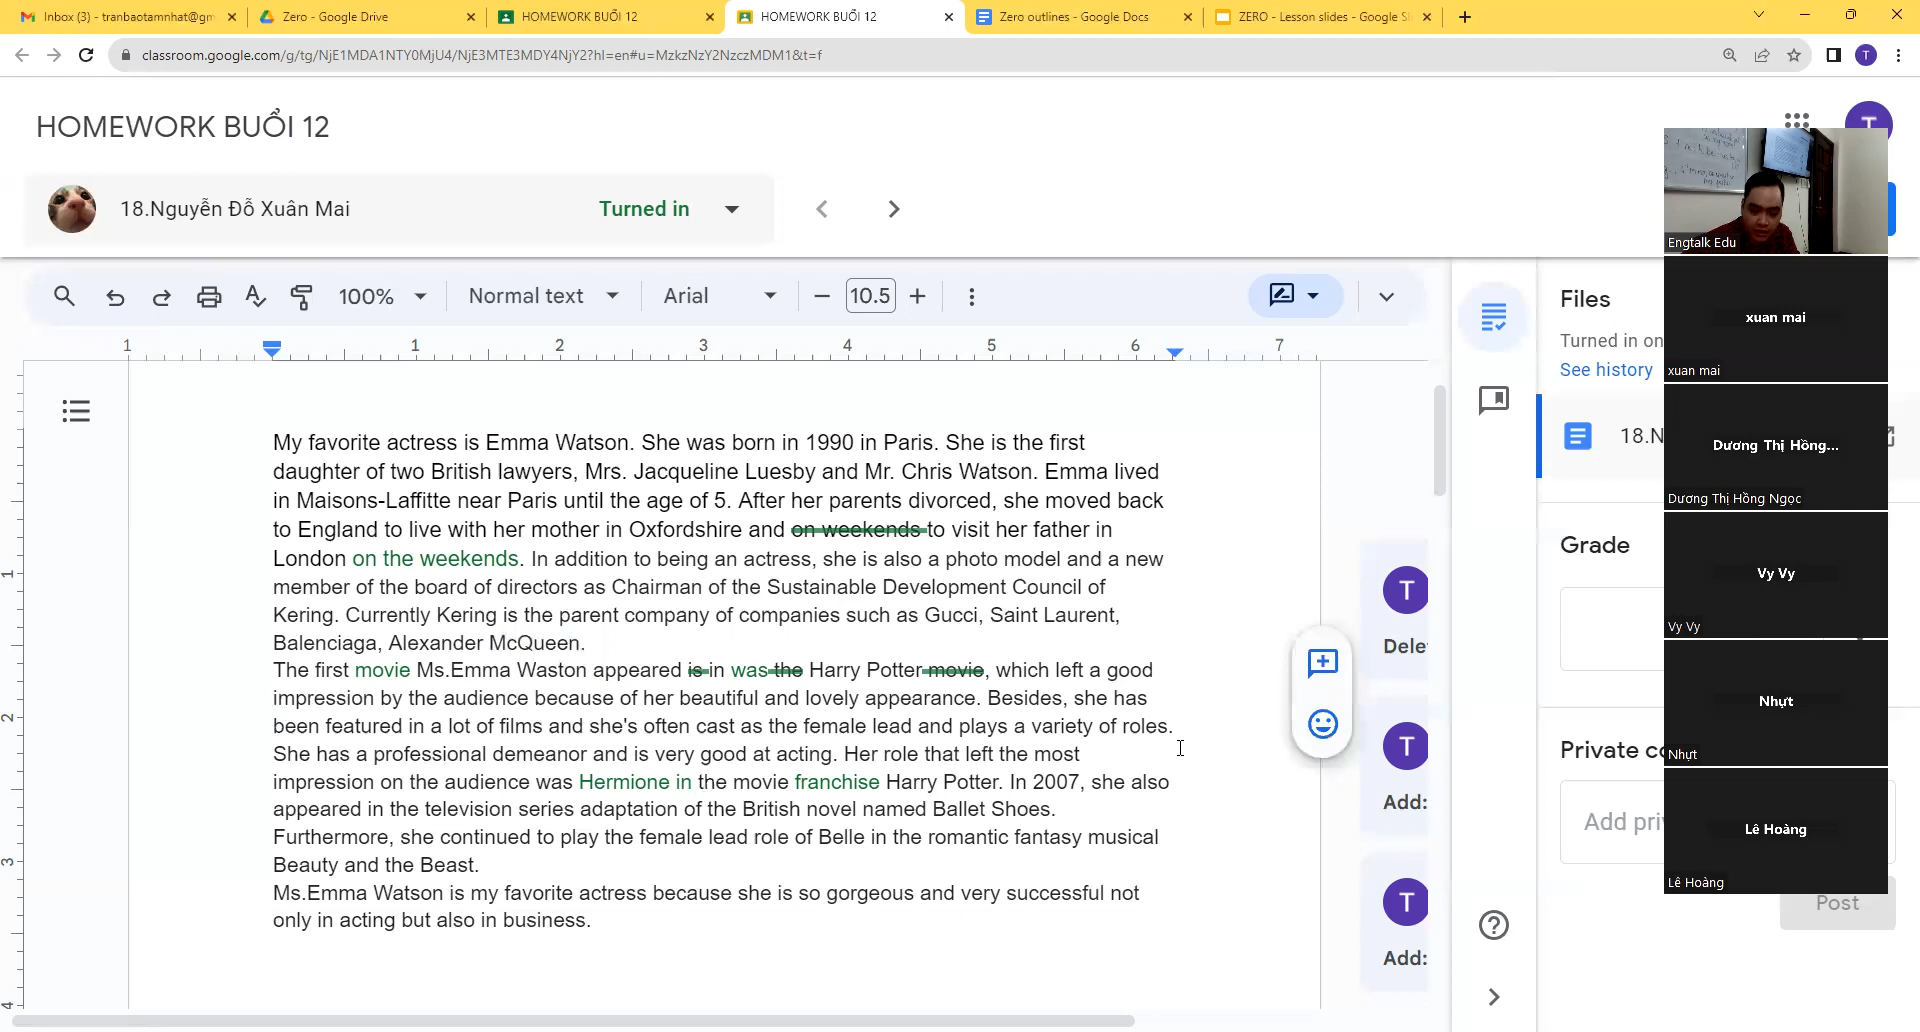 Inbox (3) - tranbaotamnhat@gm
Zero - Google Drive
HOMEWORK BUỔI 12
HOMEWORK BUỔI 12
Zero outlines - Google Docs
ZERO - Lesson slides - Google Sl
classroom.google.com/g/tg/NjE1MDA1NTY0MjU4/NjE3MTE3MDY4NjY2?hl=en#u=MzkzNzY2NzczMDM1&t=f
T
HOMEWORK BUỔI 12
T
18.Nguyễn Đỗ Xuân Mai
Turned in
100%
Normal text
Arial
10.5
1 1 2 3 4 5 6 7
1
2
3
4
My favorite actress is Emma Watson. She was born in 1990 in Paris. She is the first
daughter of two British lawyers, Mrs. Jacqueline Luesby and Mr. Chris Watson. Emma lived
in Maisons-Laffitte near Paris until the age of 5. After her parents divorced, she moved back
to England to live with her mother in Oxfordshire and on weekends to visit her father in
London on the weekends. In addition to being an actress, she is also a photo model and a new
member of the board of directors as Chairman of the Sustainable Development Council of
Kering. Currently Kering is the parent company of companies such as Gucci, Saint Laurent,
Balenciaga, Alexander McQueen.
The first movie Ms.Emma Waston appeared is in was the Harry Potter movie, which left a good
impression by the audience because of her beautiful and lovely appearance. Besides, she has
been featured in a lot of films and she's often cast as the female lead and plays a variety of roles.
She has a professional demeanor and is very good at acting. Her role that left the most
impression on the audience was Hermione in the movie franchise Harry Potter. In 2007, she also
appeared in the television series adaptation of the British novel named Ballet Shoes.
Furthermore, she continued to play the female lead role of Belle in the romantic fantasy musical
Beauty and the Beast.
Ms.Emma Watson is my favorite actress because she is so gorgeous and very successful not
only in acting but also in business.
T
Dele
T
Add:
T
Add:
Files
Turned in on
See history
18.N
Grade
Private co
Add priv
Post
Engtalk Edu
xuan mai
xuan mai
Dương Thị Hồng...
Dương Thị Hồng Ngọc
Vy Vy
Vy Vy
Nhựt
Nhựt
Lê Hoàng
Lê Hoàng